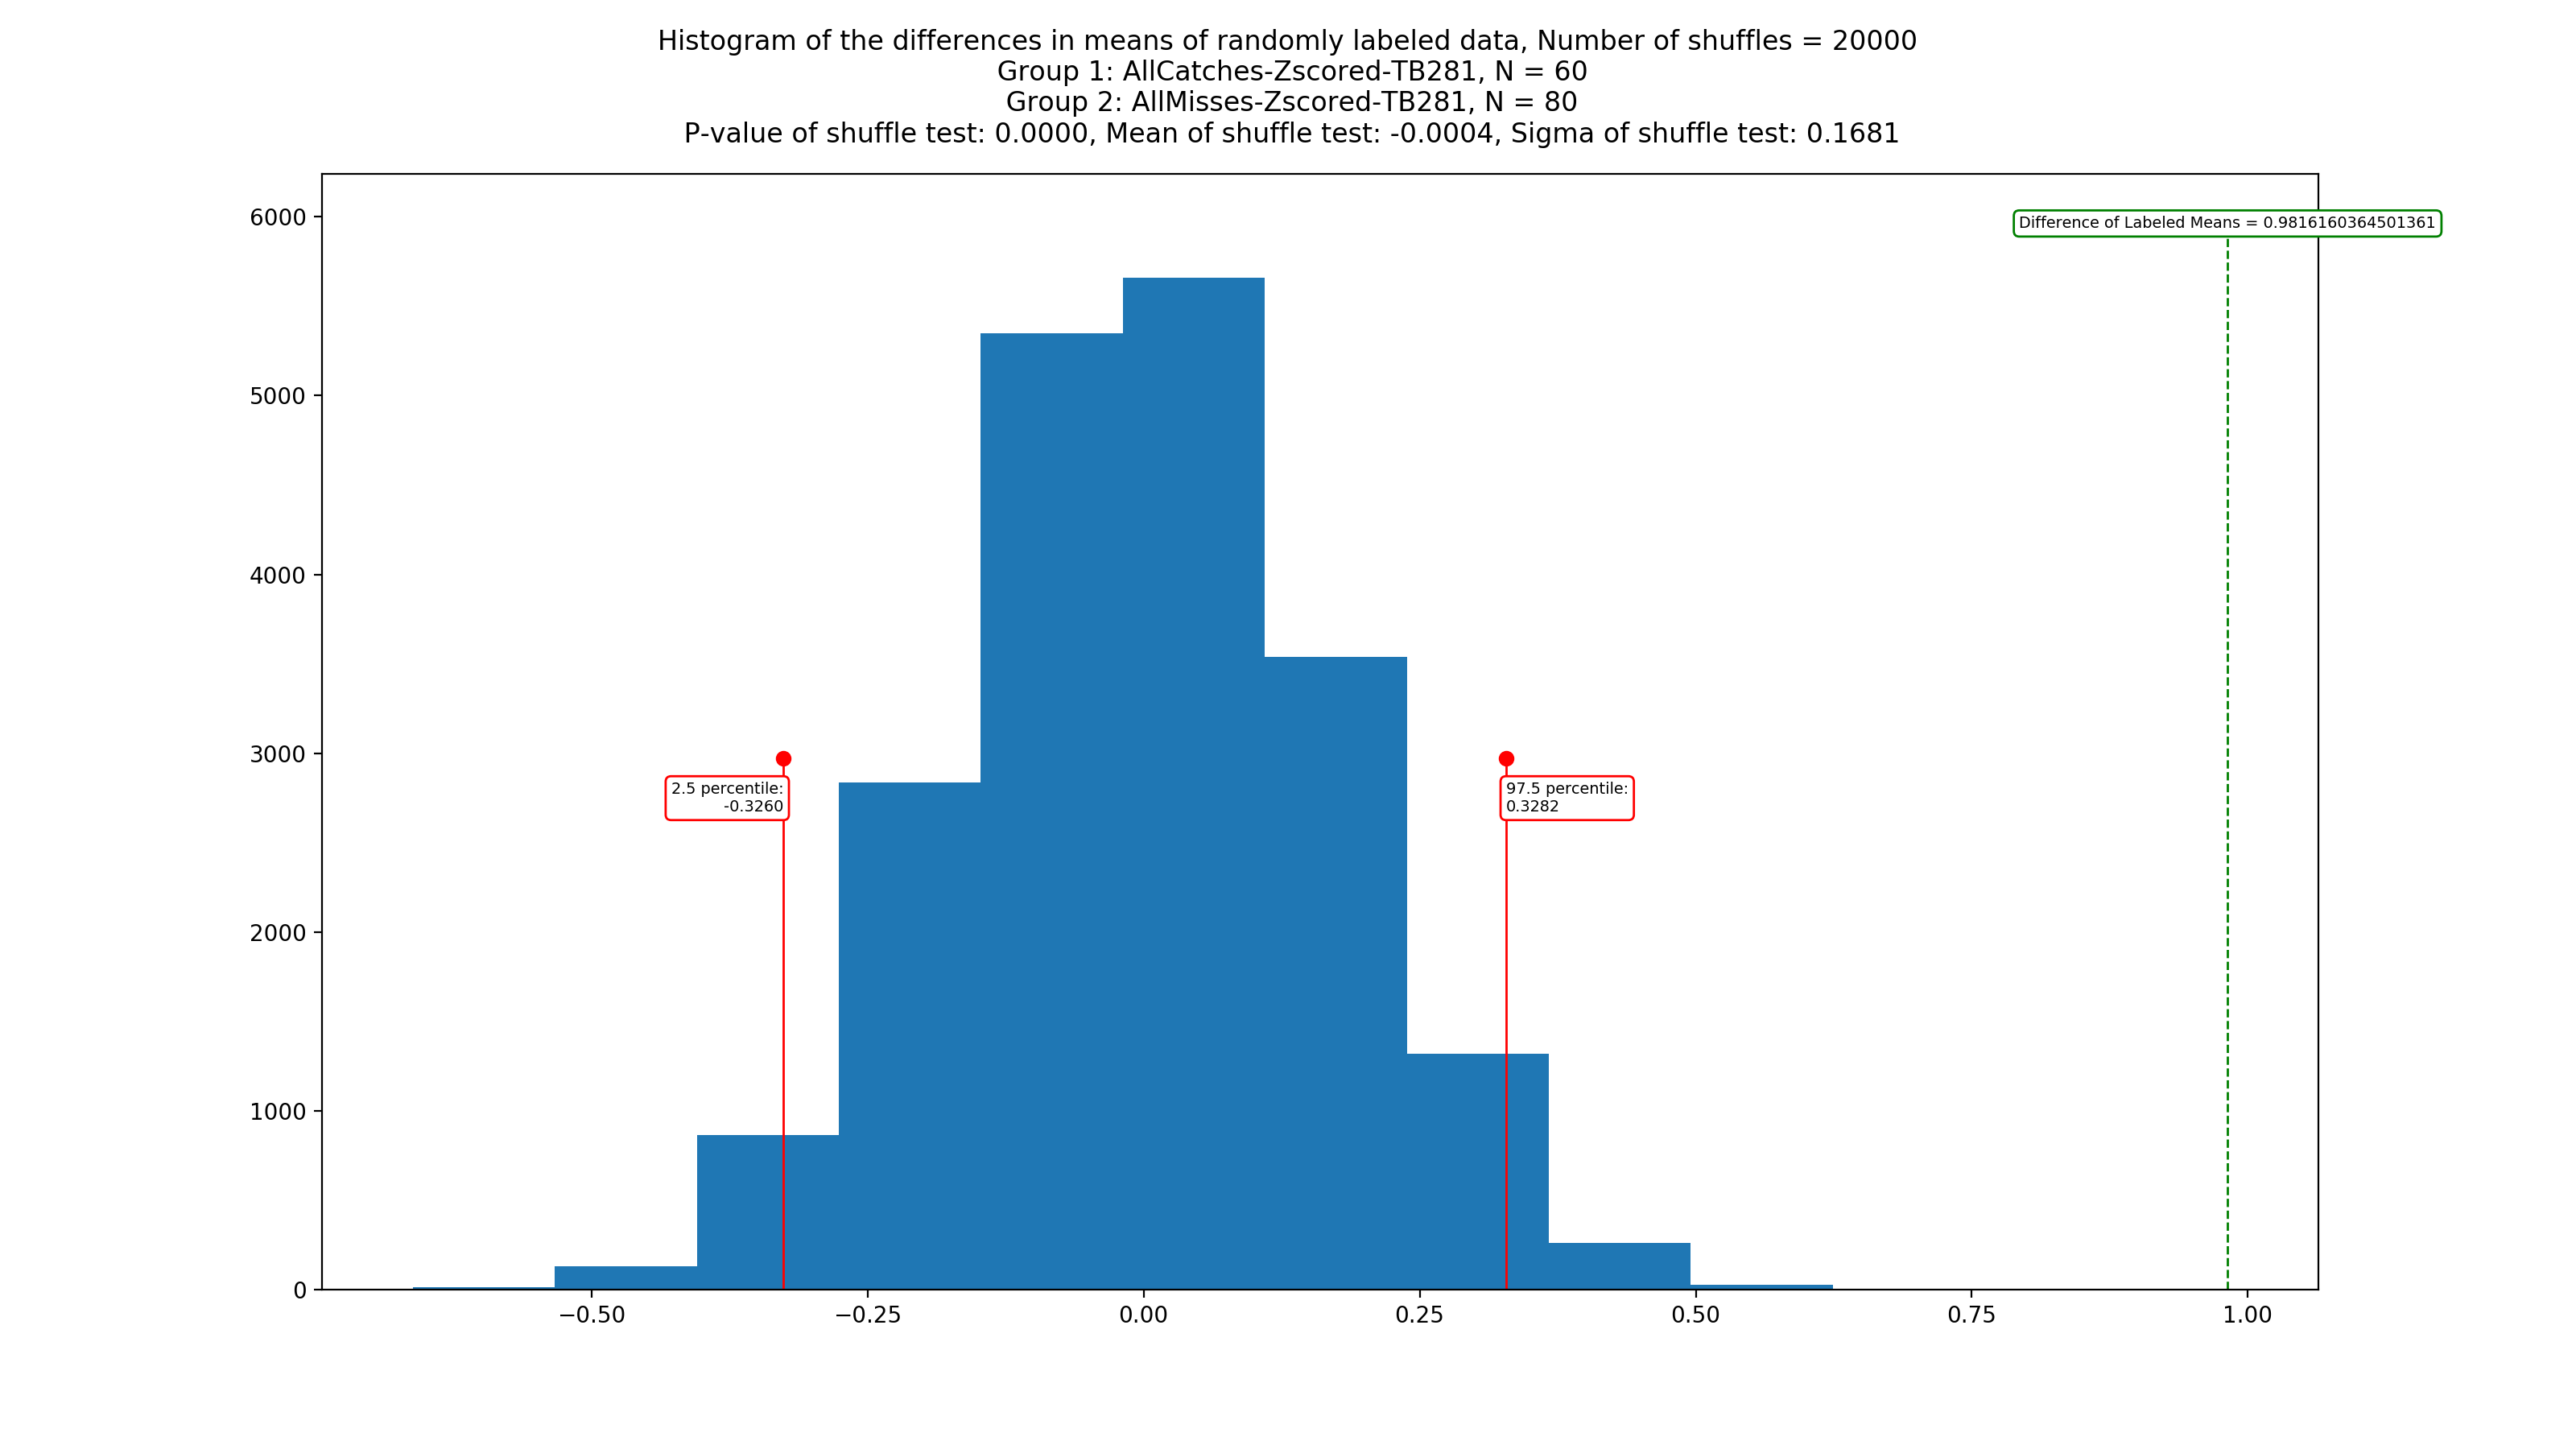 Histogram of the differences in means of randomly labeled data, Number of shuffles = 20000
Group 1: AllCatches-Zscored-TB281, N = 60
Group 2: AllMisses-Zscored-TB281, N = 80
P-value of shuffle test: 0.0000, Mean of shuffle test: -0.0004, Sigma of shuffle test: 0.1681
6000
Difference of Labeled Means = 0.9816160364501361
5000
4000
3000
2.5 percentile:
-0.3260
97.5 percentile:
0.3282
2000
1000
0
−0.50 −0.25 0.00 0.25 0.50 0.75 1.00